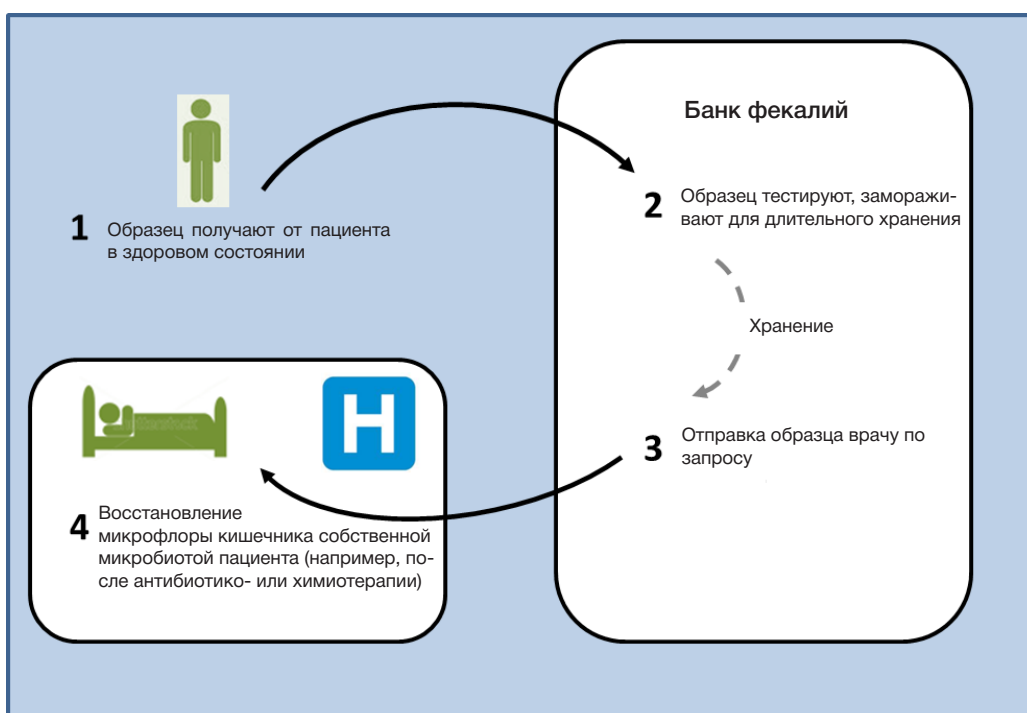 Банк фекалий
1 Образец получают от пациента
в здоровом состоянии
2 Образец тестируют, заморажи-
вают для длительного хранения
Хранение
3 Отправка образца врачу по
запросу
H
4 Восстановление
микрофлоры кишечника собственной
микробиотой пациента (например, по-
сле антибиотико- или химиотерапии)